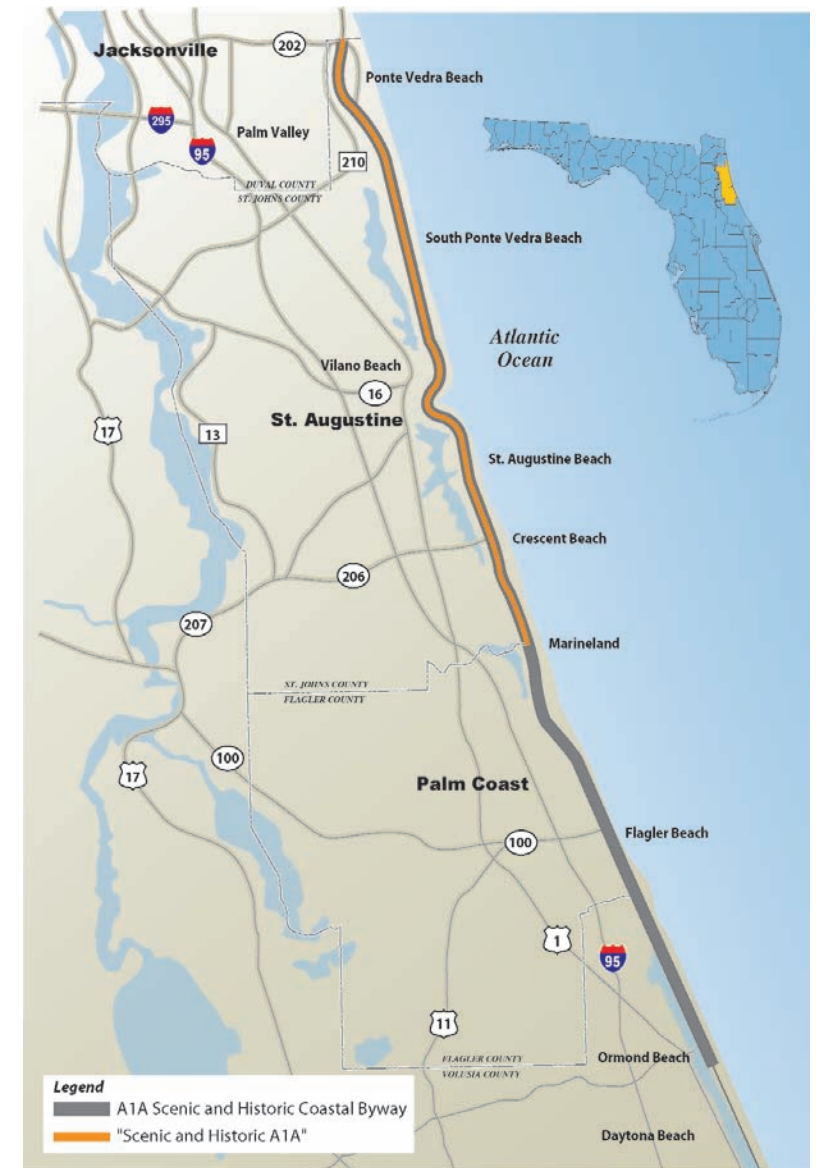 Jacksonville
202
Ponte Vedra Beach
295
Palm Valley
95
210
DUVAL COUNTY
ST. JOHNS COUNTY
South Ponte Vedra Beach
Atlantic
Ocean
Vilano Beach
16
St. Augustine
17
13
St. Augustine Beach
Crescent Beach
206
207
Marineland
ST. JOHNS COUNTY
FLAGLER COUNTY
100
17
Palm Coast
Flagler Beach
100
1
95
11
Ormond Beach
FLAGLER COUNTY
VOLUSIA COUNTY
Legend
A1A Scenic and Historic Coastal Byway
"Scenic and Historic A1A"
Daytona Beach